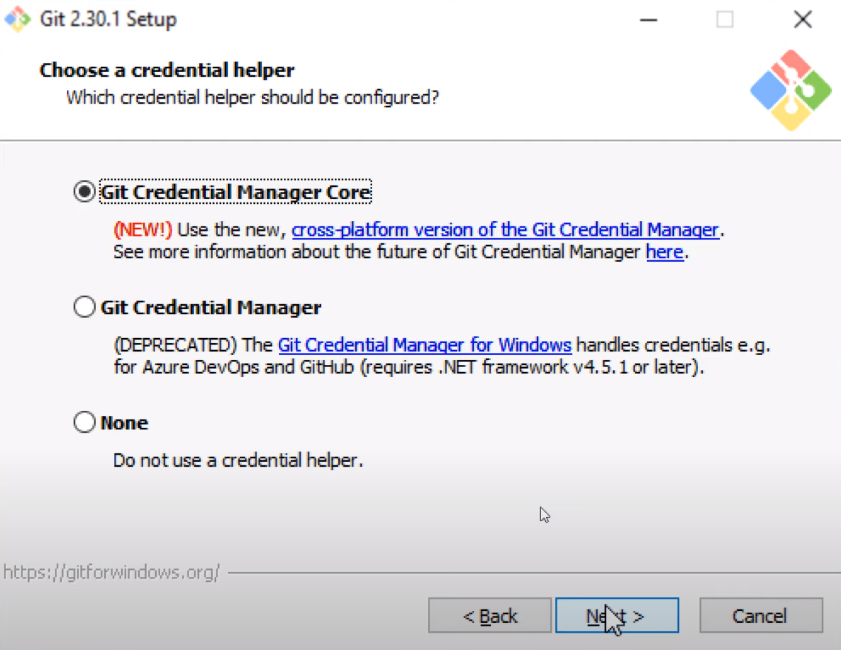 Git 2.30.1 Setup
Choose a credential helper
Which credential helper should be configured?
Git Credential Manager Core
(NEW!) Use the new, cross-platform version of the Git Credential Manager.
See more information about the future of Git Credential Manager here.
Git Credential Manager
(DEPRECATED) The Git Credential Manager for Windows handles credentials e.g.
for Azure DevOps and GitHub (requires .NET framework v4.5.1 or later).
None
Do not use a credential helper.
https://gitforwindows.org/
< Back
Next >
Cancel